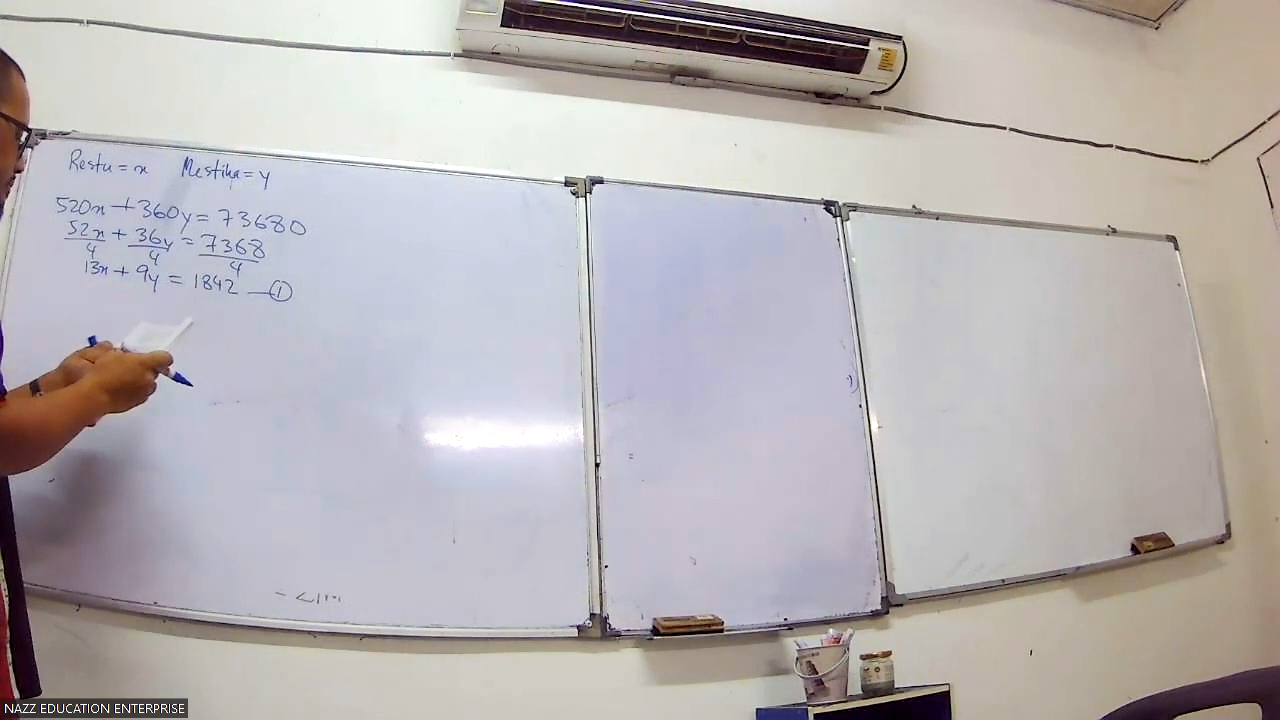 Restu = x Mestika = y
520x + 360y = 73680
52x/4 + 36y/4 = 7368/4
13x + 9y = 1842 —①
NAZZ EDUCATION ENTERPRISE